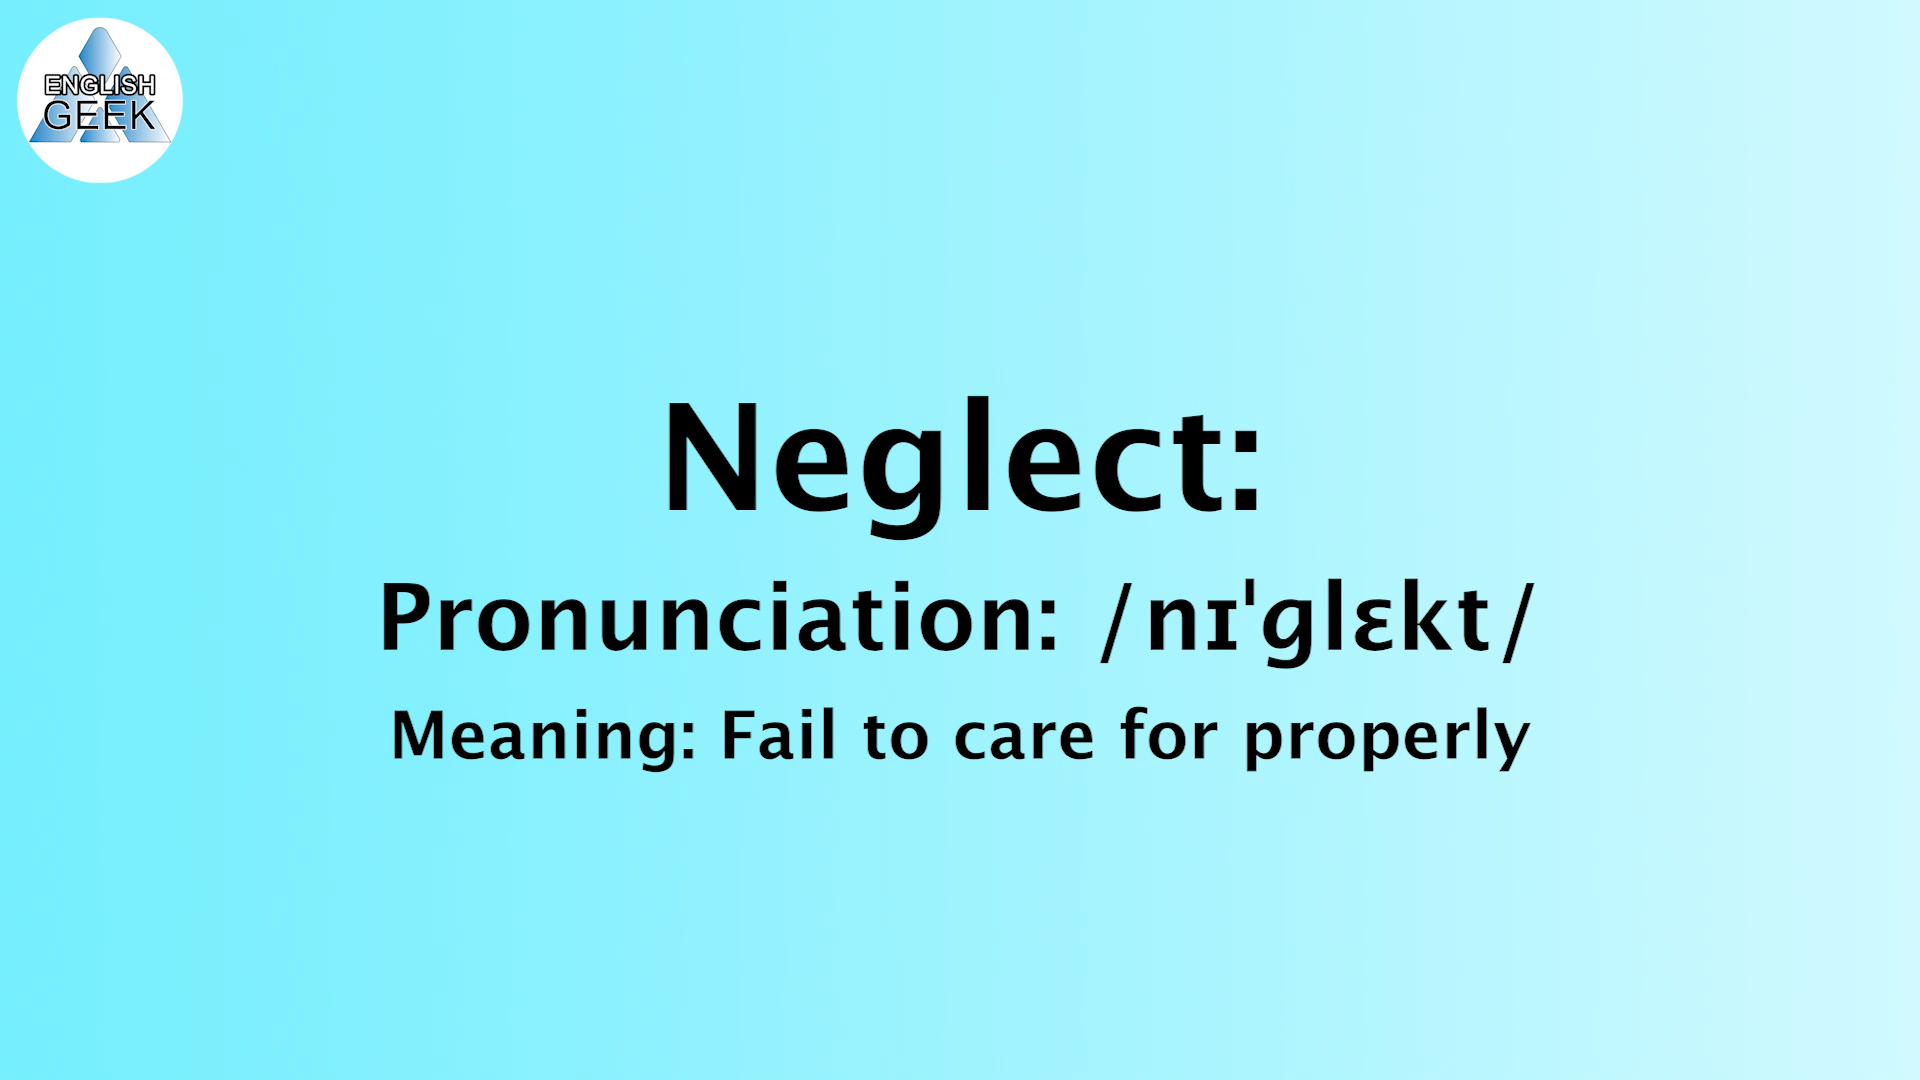 ENGLISH
GEEK
Neglect:
Pronunciation: /nɪˈɡlɛkt/
Meaning: Fail to care for properly